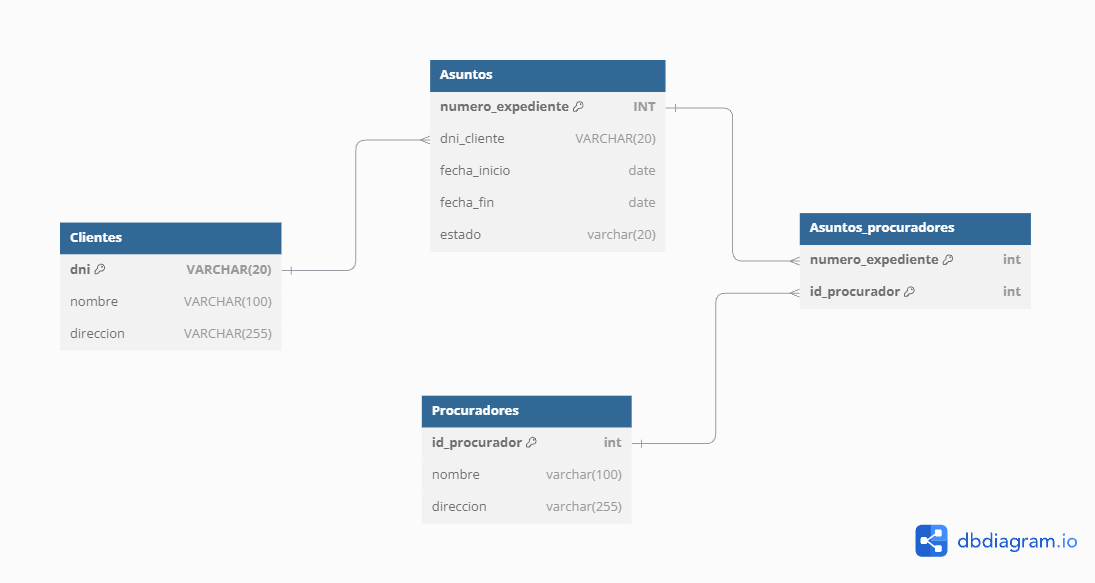 Asuntos
numero_expediente INT
dni_cliente VARCHAR(20)
fecha_inicio date
fecha_fin date
estado varchar(20)
Clientes
dni VARCHAR(20)
nombre VARCHAR(100)
direccion VARCHAR(255)
Asuntos_procuradores
numero_expediente int
id_procurador int
Procuradores
id_procurador int
nombre varchar(100)
direccion varchar(255)
dbdiagram.io